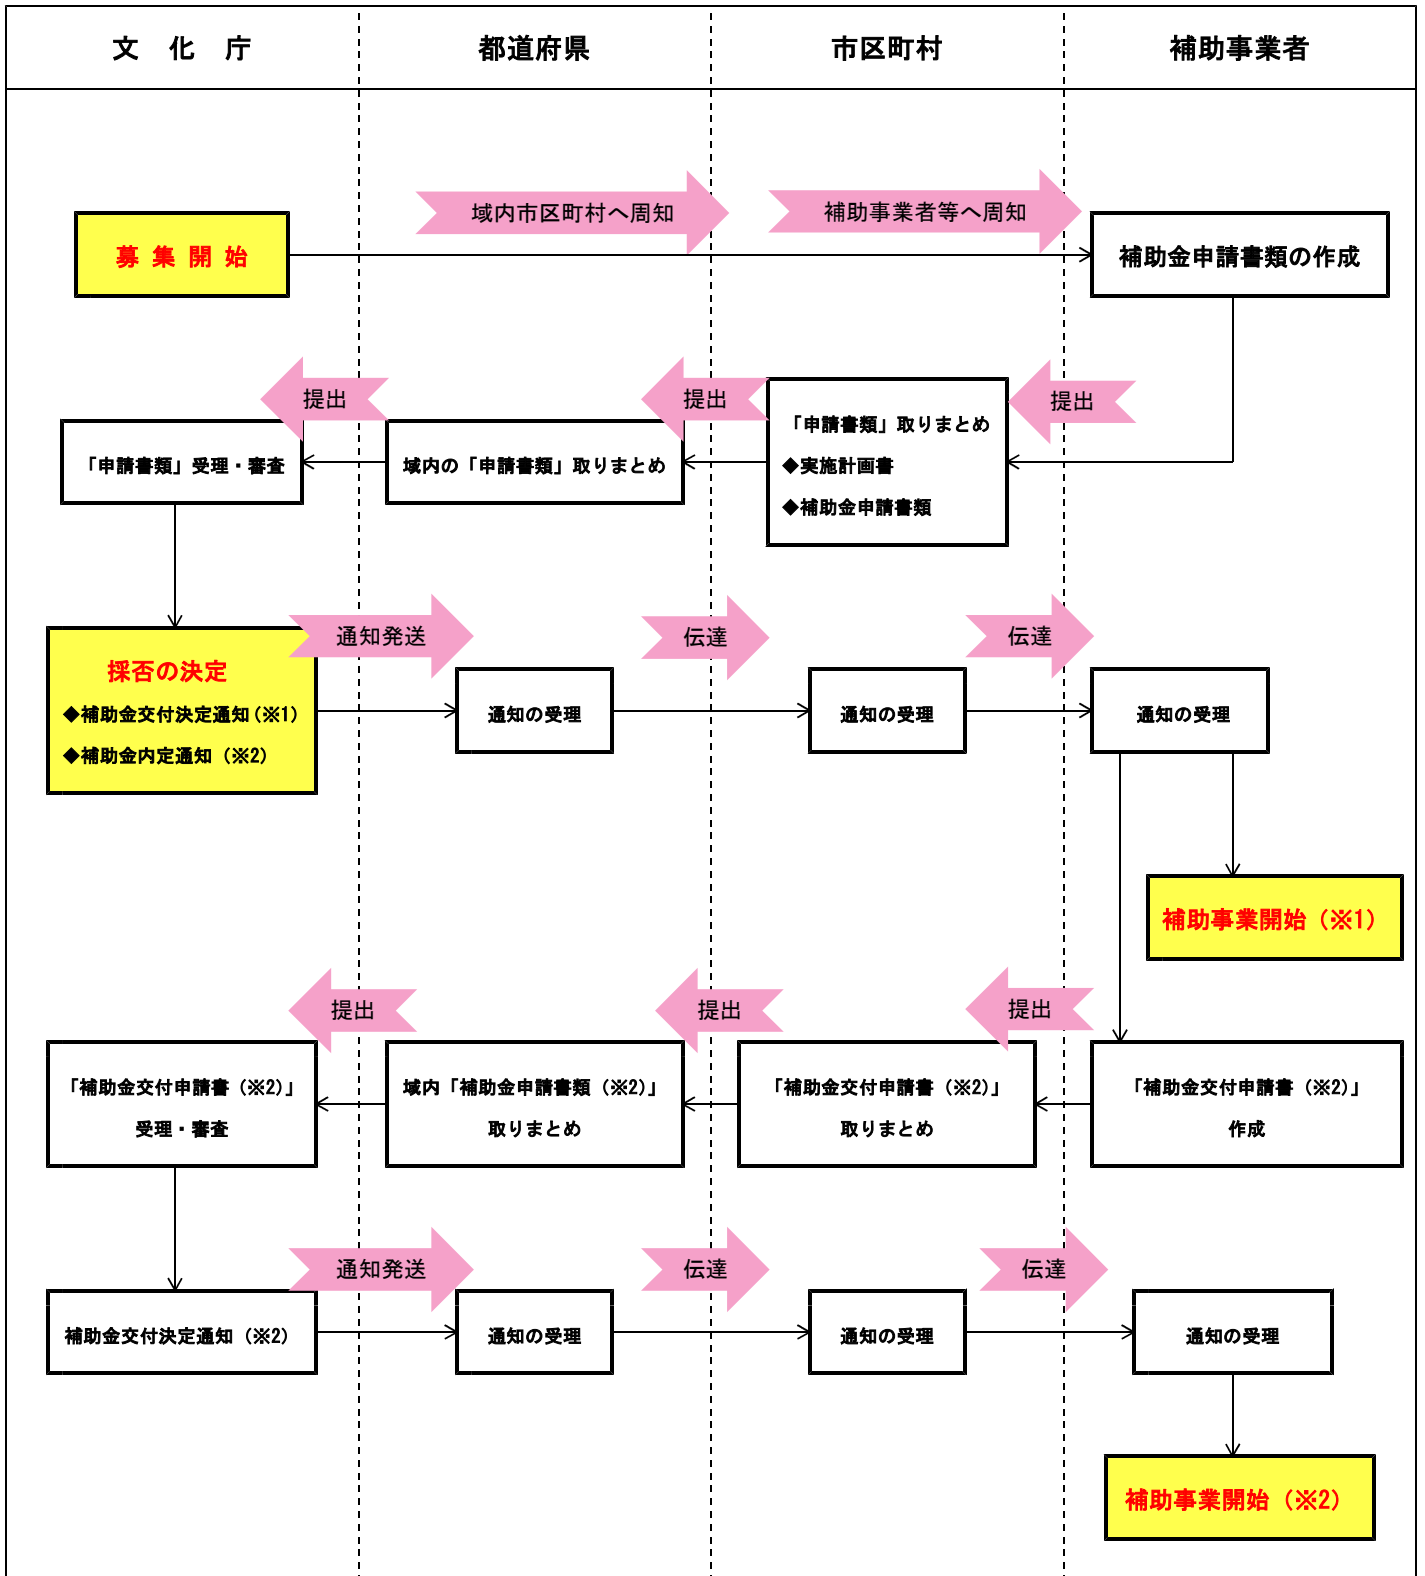 文　化　庁
都道府県
市区町村
補助事業者
域内市区町村へ周知
補助事業者等へ周知
募 集 開 始
補助金申請書類の作成
提出
提出
提出
「申請書類」受理・審査
域内の「申請書類」取りまとめ
「申請書類」取りまとめ
◆実施計画書
◆補助金申請書類
通知発送
伝達
伝達
採否の決定
◆補助金交付決定通知(※1)
◆補助金内定通知（※2）
通知の受理
通知の受理
通知の受理
補助事業開始（※1）
提出
提出
提出
「補助金交付申請書（※2）」
受理・審査
域内「補助金申請書類（※2）」
取りまとめ
「補助金交付申請書（※2）」
取りまとめ
「補助金交付申請書（※2）」
作成
通知発送
伝達
伝達
補助金交付決定通知（※2）
通知の受理
通知の受理
通知の受理
補助事業開始（※2）